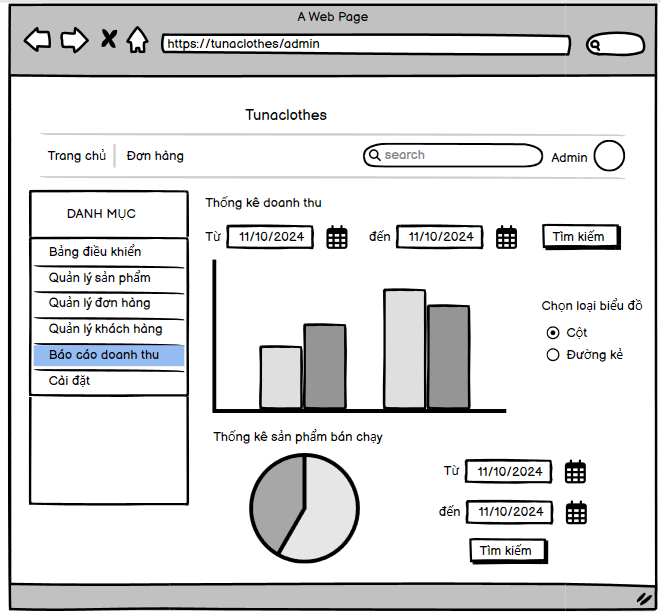 A Web Page
https://tunaclothes/admin
Tunaclothes
Trang chủ Đơn hàng search Admin
DANH MỤC
Bảng điều khiển
Quản lý sản phẩm
Quản lý đơn hàng
Quản lý khách hàng
Báo cáo doanh thu
Cài đặt
Thống kê doanh thu
Từ 11/10/2024 đến 11/10/2024 Tìm kiếm
Chọn loại biểu đồ
Cột
Đường kẻ
Thống kê sản phẩm bán chạy
Từ 11/10/2024
đến 11/10/2024
Tìm kiếm